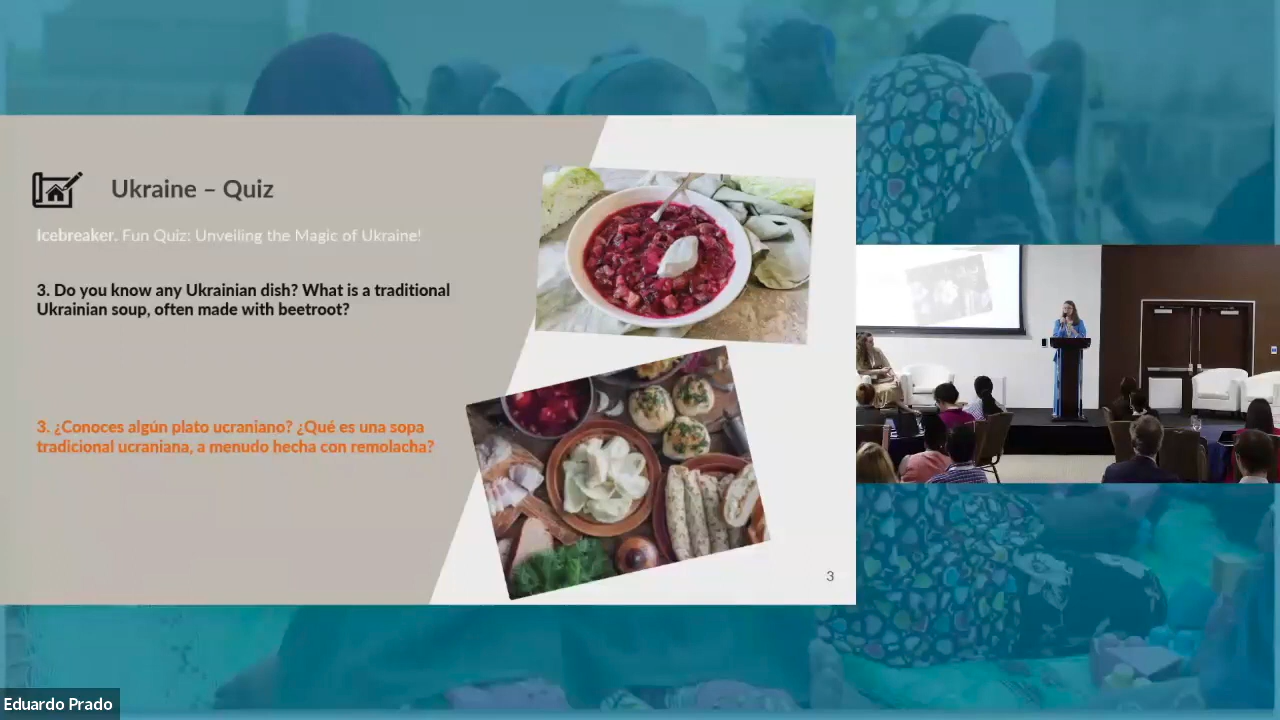 Ukraine – Quiz
Icebreaker. Fun Quiz: Unveiling the Magic of Ukraine!
3. Do you know any Ukrainian dish? What is a traditional
Ukrainian soup, often made with beetroot?
3. ¿Conoces algún plato ucraniano? ¿Qué es una sopa
tradicional ucraniana, a menudo hecha con remolacha?
3
Eduardo Prado